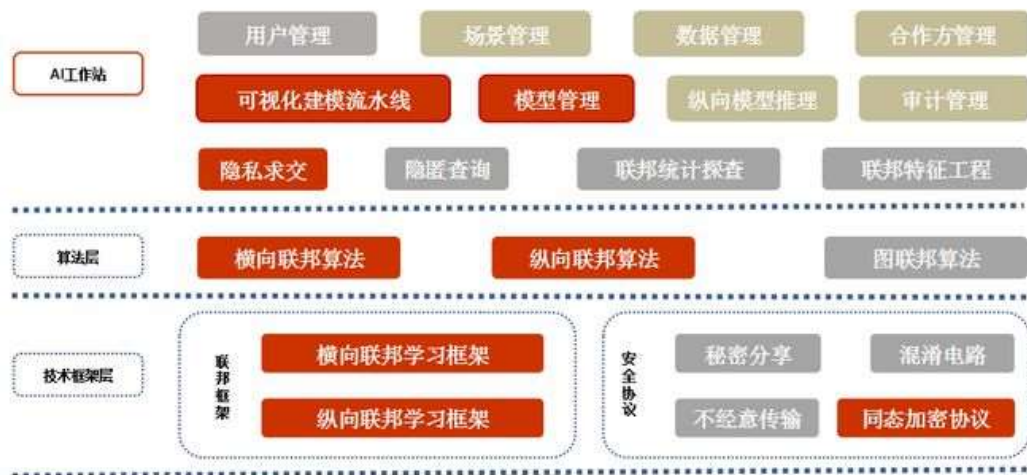 用户管理
场景管理
数据管理
合作方管理
AI工作站
可视化建模流水线
模型管理
纵向模型推理
审计管理
隐私求交
隐匿查询
联邦统计探查
联邦特征工程
算法层
横向联邦算法
纵向联邦算法
图联邦算法
技术框架层
联邦框架
横向联邦学习框架
纵向联邦学习框架
安全协议
秘密分享
混淆电路
不经意传输
同态加密协议